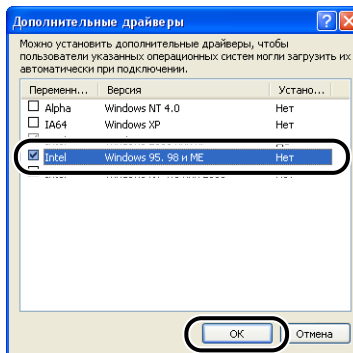 Дополнительные драйверы
Можно установить дополнительные драйверы, чтобы
пользователи указанных операционных систем могли загрузить их
автоматически при подключении.
Переменн... Версия Устано...
Alpha Windows NT 4.0 Нет
IA64 Windows XP Нет
Intel Windows 95, 98 и ME Нет
OK Отмена